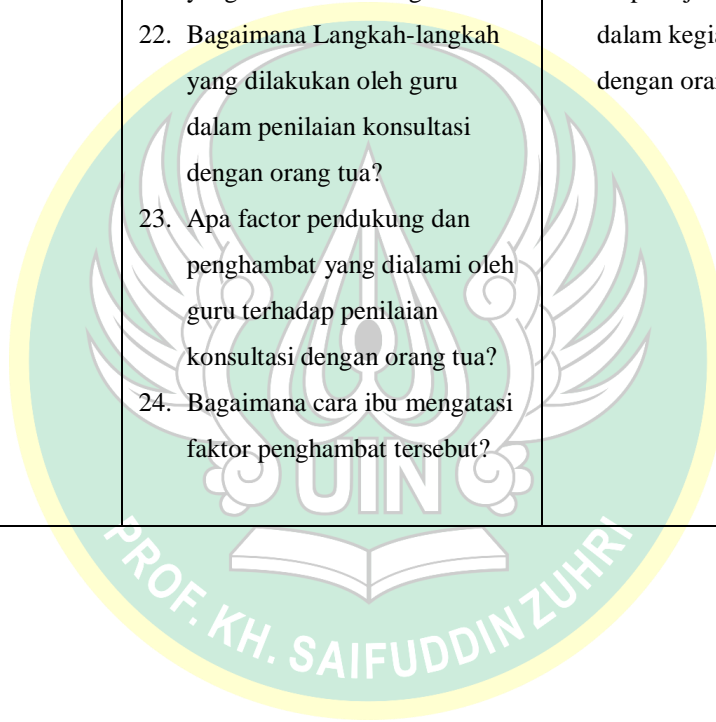 22. Bagaimana Langkah-langkah
yang dilakukan oleh guru
dalam penilaian konsultasi
dengan orang tua?
23. Apa factor pendukung dan
penghambat yang dialami oleh
guru terhadap penilaian
konsultasi dengan orang tua?
24. Bagaimana cara ibu mengatasi
faktor penghambat tersebut?
dalam
dengan
UIN
PROF. KH. SAIFUDDIN ZUHRI